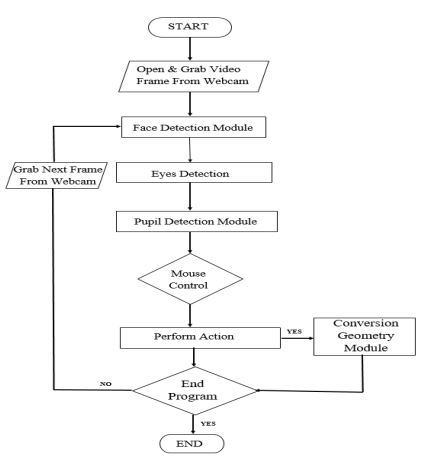 START
Open & Grab Video
Frame From Webcam
Face Detection Module
Grab Next Frame
From Webcam
Eyes Detection
Pupil Detection Module
Mouse
Control
Perform Action
YES
Conversion
Geometry
Module
End
Program
NO
YES
END